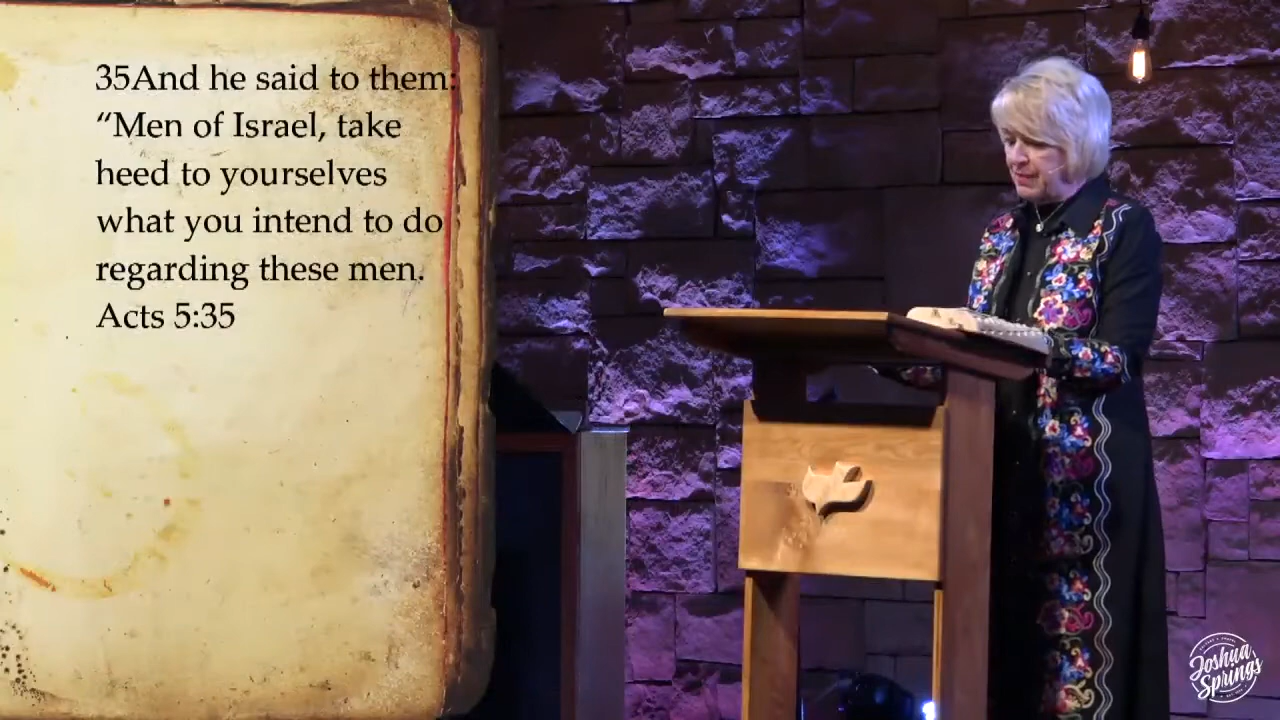 35And he said to them:
“Men of Israel, take
heed to yourselves
what you intend to do
regarding these men.
Acts 5:35
Joshua
Springs